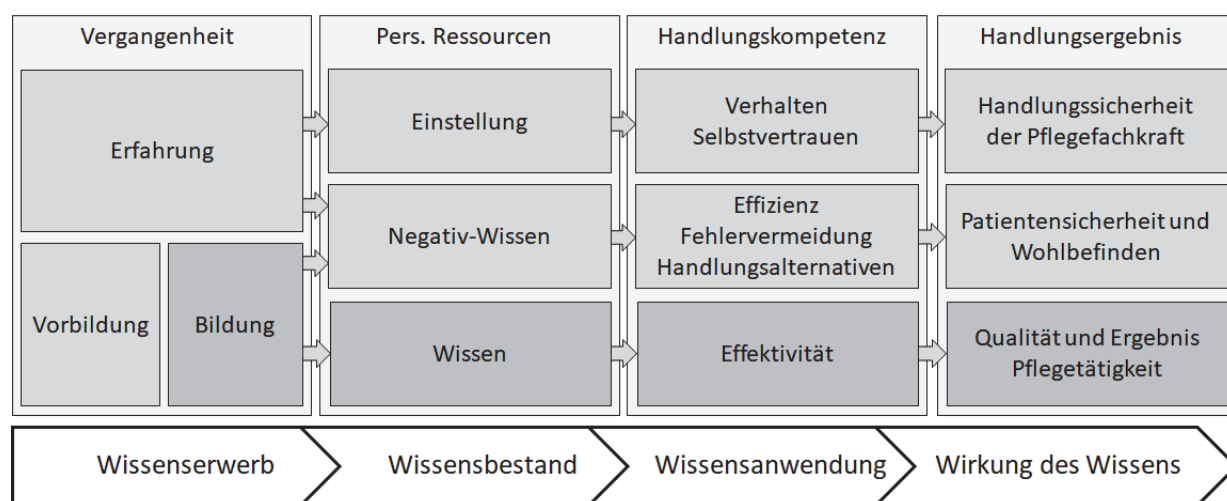 Vergangenheit
Erfahrung
Vorbildung
Bildung
Pers. Ressourcen
Einstellung
Negativ-Wissen
Wissen
Handlungskompetenz
Verhalten
Selbstvertrauen
Effizienz
Fehlervermeidung
Handlungsalternativen
Effektivität
Handlungsergebnis
Handlungssicherheit
der Pflegefachkraft
Patientensicherheit und
Wohlbefinden
Qualität und Ergebnis
Pflegetätigkeit
Wissenserwerb
Wissensbestand
Wissensanwendung
Wirkung des Wissens